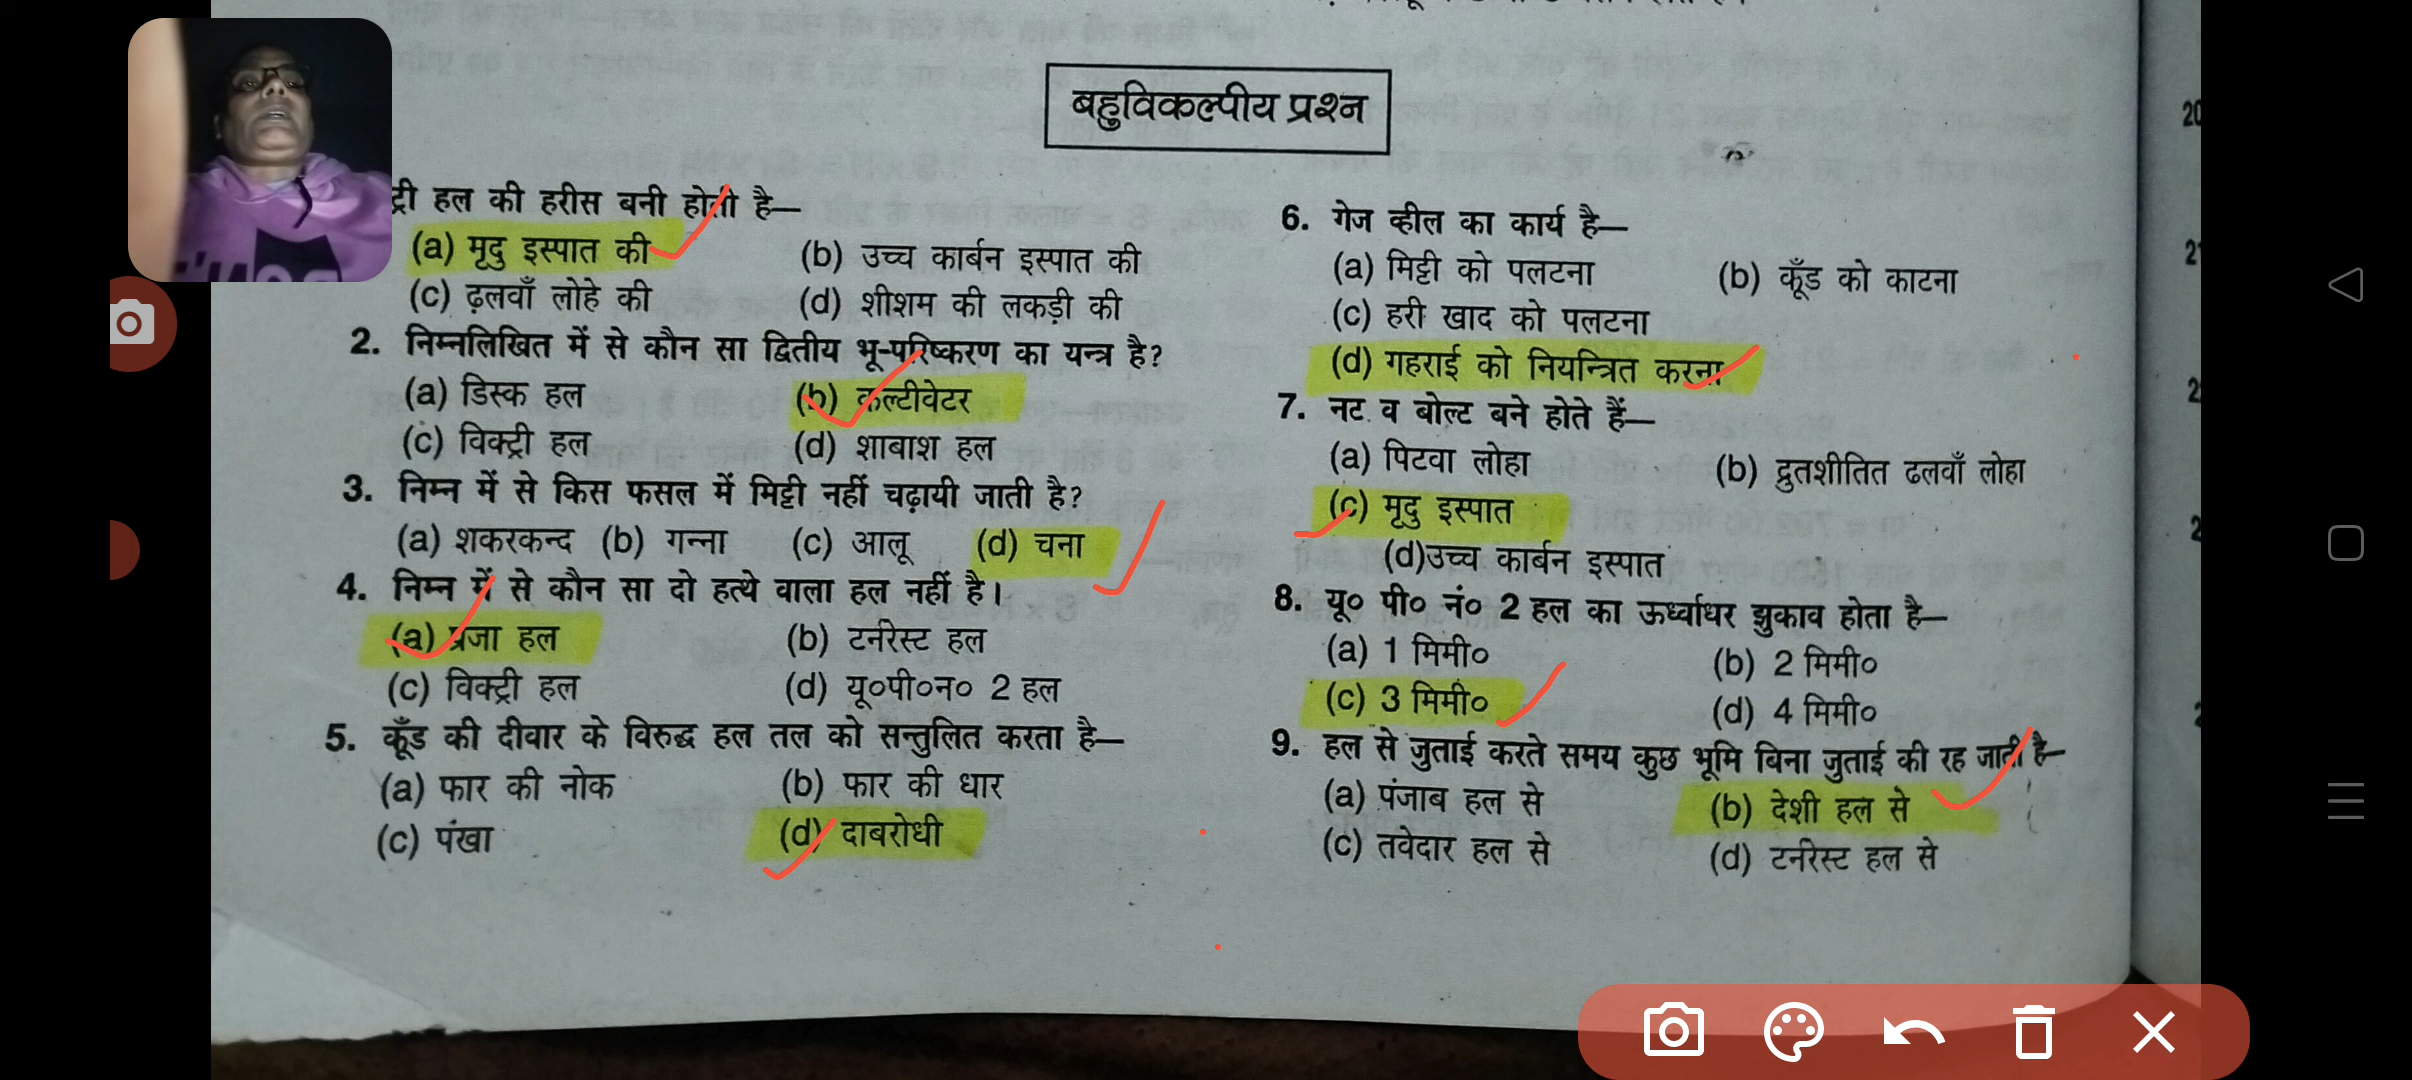 बहुविकल्पीय प्रश्न
ट्री हल की हरीस बनी होती है—
(a) मृदु इस्पात की (b) उच्च कार्बन इस्पात की
(c) ढ़लवाँ लोहे की (d) शीशम की लकड़ी की
2. निम्नलिखित में से कौन सा द्वितीय भू-परिष्करण का यन्त्र है?
(a) डिस्क हल (b) कल्टीवेटर
(c) विक्ट्री हल (d) शाबाश हल
3. निम्न में से किस फसल में मिट्टी नहीं चढ़ायी जाती है?
(a) शकरकन्द (b) गन्ना (c) आलू (d) चना
4. निम्न में से कौन सा दो हत्थे वाला हल नहीं है।
(a) प्रजा हल (b) टर्नरेस्ट हल
(c) विक्ट्री हल (d) यू०पी०न० 2 हल
5. कूँड की दीवार के विरुद्ध हल तल को सन्तुलित करता है—
(a) फार की नोक (b) फार की धार
(c) पंखा (d) दाबरोधी
6. गेज व्हील का कार्य है—
(a) मिट्टी को पलटना (b) कूँड को काटना
(c) हरी खाद को पलटना
(d) गहराई को नियन्त्रित करना
7. नट व बोल्ट बने होते हैं—
(a) पिटवा लोहा (b) द्रुतशीतित ढलवाँ लोहा
(c) मृदु इस्पात
(d)उच्च कार्बन इस्पात
8. यू० पी० नं० 2 हल का ऊर्ध्वाधर झुकाव होता है—
(a) 1 मिमी० (b) 2 मिमी०
(c) 3 मिमी० (d) 4 मिमी०
9. हल से जुताई करते समय कुछ भूमि बिना जुताई की रह जाती है—
(a) पंजाब हल से (b) देशी हल से
(c) तवेदार हल से (d) टर्नरेस्ट हल से
20